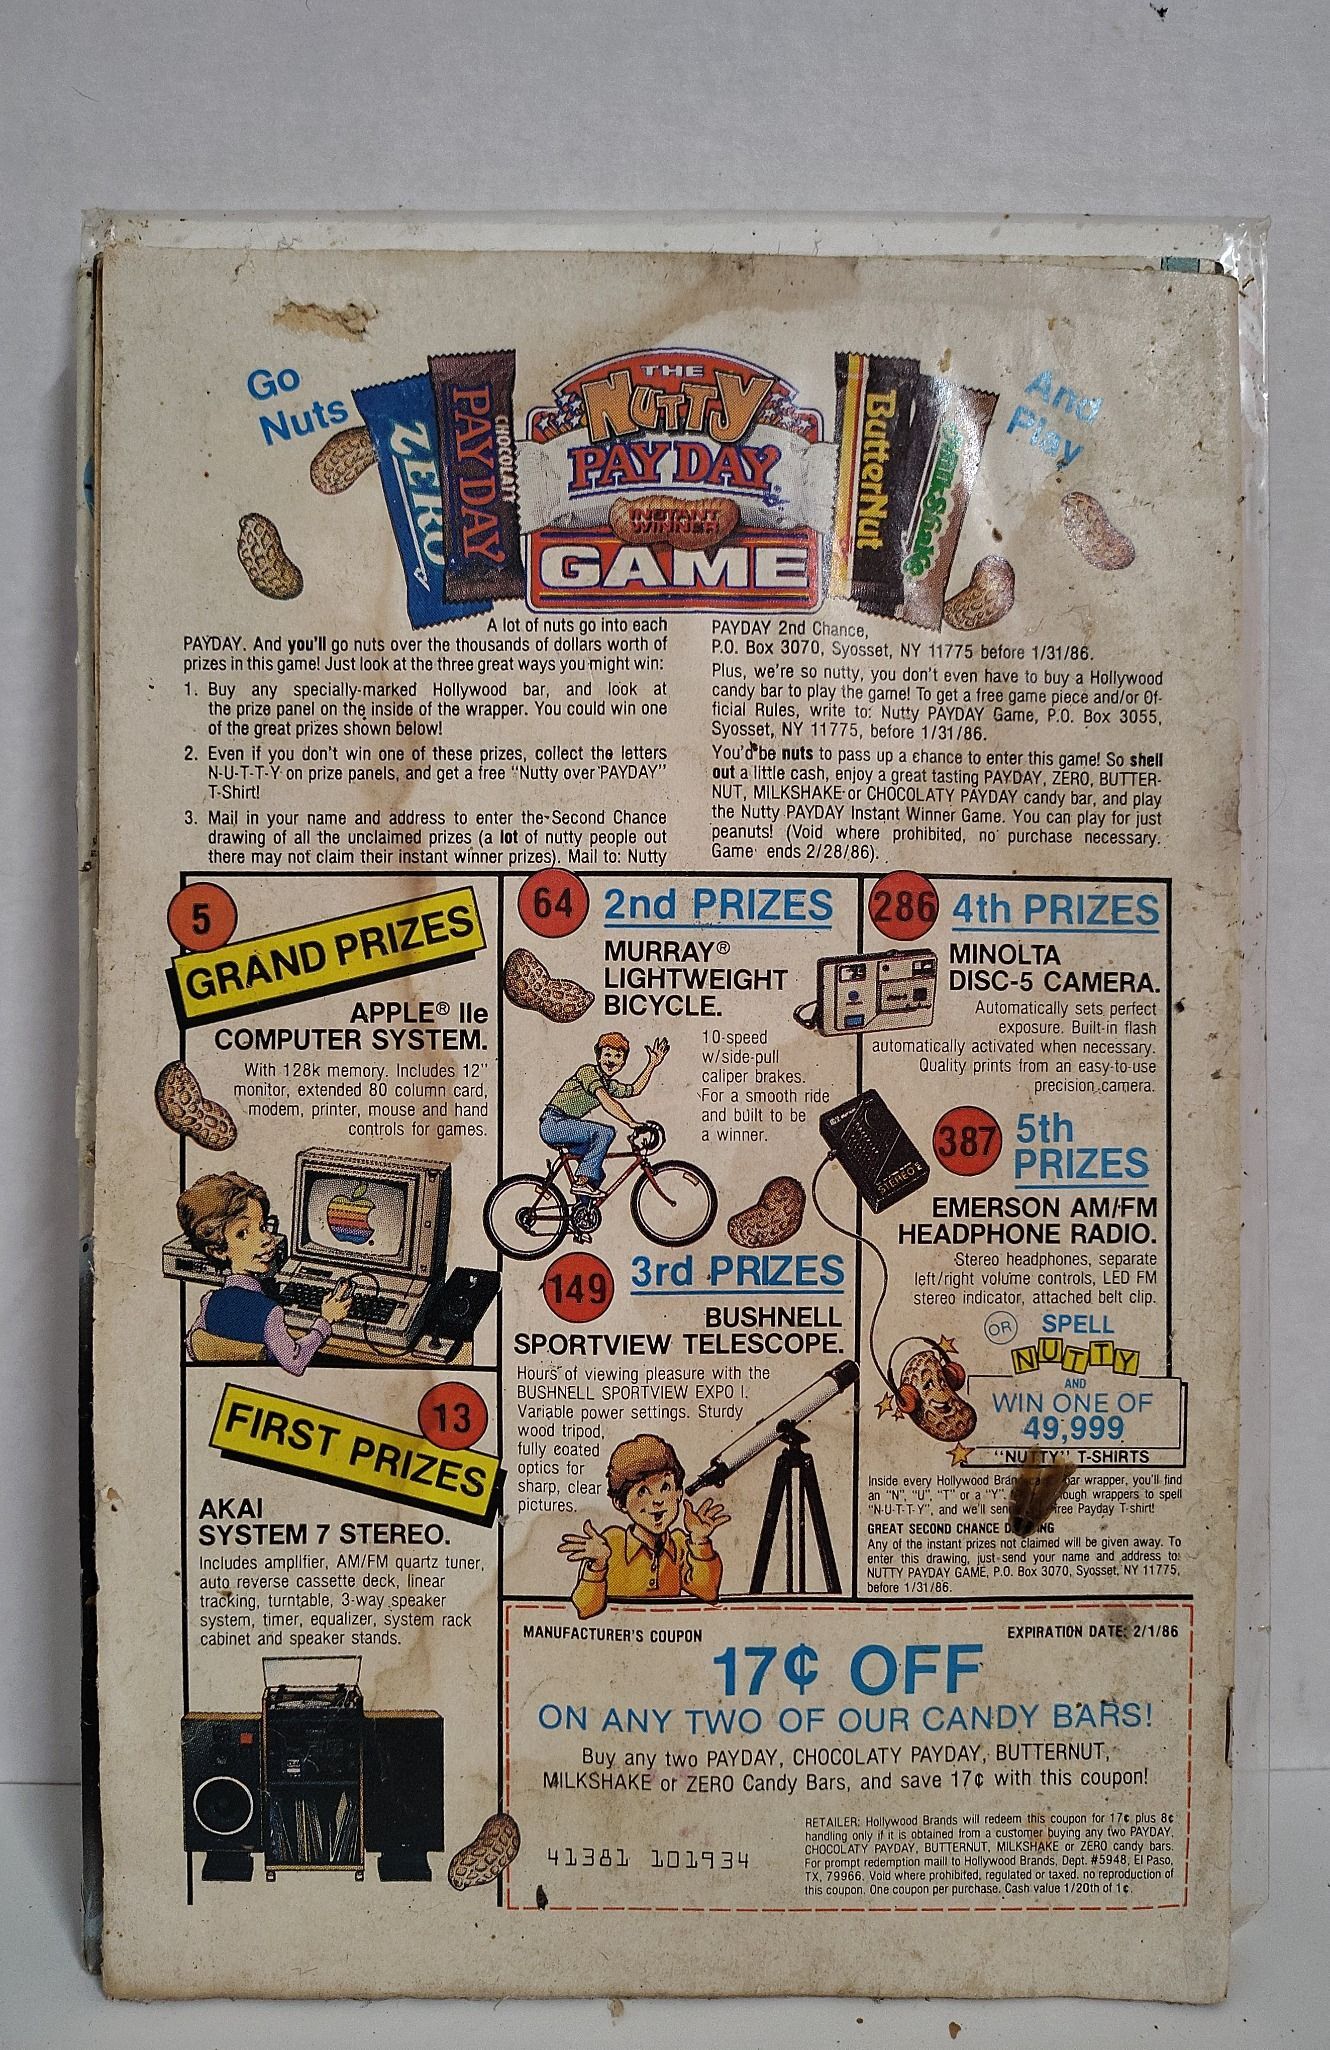 Go
Nuts
ZERO
CHOCOLATY
PAYDAY
THE
NUTTY
PAY DAY
INSTANT
WINNER
GAME
ButterNut
Milk-Shake
And
Play
A lot of nuts go into each
PAYDAY. And you'll go nuts over the thousands of dollars worth of
prizes in this game! Just look at the three great ways you might win:
1. Buy any specially-marked Hollywood bar, and look at
the prize panel on the inside of the wrapper. You could win one
of the great prizes shown below!
2. Even if you don't win one of these prizes, collect the letters
N-U-T-T-Y on prize panels, and get a free "Nutty over PAYDAY"
T-Shirt!
3. Mail in your name and address to enter the Second Chance
drawing of all the unclaimed prizes (a lot of nutty people out
there may not claim their instant winner prizes). Mail to: Nutty
PAYDAY 2nd Chance,
P.O. Box 3070, Syosset, NY 11775 before 1/31/86.
Plus, we're so nutty, you don't even have to buy a Hollywood
candy bar to play the game! To get a free game piece and/or Of-
ficial Rules, write to: Nutty PAYDAY Game, P.O. Box 3055,
Syosset, NY 11775, before 1/31/86.
You'd be nuts to pass up a chance to enter this game! So shell
out a little cash, enjoy a great tasting PAYDAY, ZERO, BUTTER-
NUT, MILKSHAKE or CHOCOLATY PAYDAY candy bar, and play
the Nutty PAYDAY Instant Winner Game. You can play for just
peanuts! (Void where prohibited, no purchase necessary.
Game ends 2/28/86).
5
GRAND PRIZES
APPLE® IIe
COMPUTER SYSTEM.
With 128k memory. Includes 12"
monitor, extended 80 column card,
modem, printer, mouse and hand
controls for games.
13
FIRST PRIZES
AKAI
SYSTEM 7 STEREO.
Includes amplifier, AM/FM quartz tuner,
auto reverse cassette deck, linear
tracking, turntable, 3-way speaker
system, timer, equalizer, system rack
cabinet and speaker stands.
64
2nd PRIZES
MURRAY®
LIGHTWEIGHT
BICYCLE.
10-speed
w/side-pull
caliper brakes.
For a smooth ride
and built to be
a winner.
149
3rd PRIZES
BUSHNELL
SPORTVIEW TELESCOPE.
Hours of viewing pleasure with the
BUSHNELL SPORTVIEW EXPO I.
Variable power settings. Sturdy
wood tripod,
fully coated
optics for
sharp, clear
pictures.
286
4th PRIZES
MINOLTA
DISC-5 CAMERA.
Automatically sets perfect
exposure. Built-in flash
automatically activated when necessary.
Quality prints from an easy-to-use
precision camera.
387
5th
PRIZES
STEREO
EMERSON AM/FM
HEADPHONE RADIO.
Stereo headphones, separate
left/right volume controls, LED FM
stereo indicator, attached belt clip.
OR
SPELL
NUTTY
AND
WIN ONE OF
49,999
"NUTTY" T-SHIRTS
Inside every Hollywood bar wrapper, you'll find
an "N", "U", "T" or a "Y". wrappers to spell
"N-U-T-T-Y", and we'll Payday T-shirt!
GREAT SECOND CHANCE
Any of the instant prizes not claimed will be given away. To
enter this drawing, just send your name and address to:
NUTTY PAYDAY GAME, P.O. Box 3070, Syosset, NY 11775,
before 1/31/86.
MANUFACTURER'S COUPON
EXPIRATION DATE: 2/1/86
17¢ OFF
ON ANY TWO OF OUR CANDY BARS!
Buy any two PAYDAY, CHOCOLATY PAYDAY, BUTTERNUT,
MILKSHAKE or ZERO Candy Bars, and save 17¢ with this coupon!
41381 101934
RETAILER: Hollywood Brands will redeem this coupon for 17¢ plus 8¢
handling only if it is obtained from a customer buying any two PAYDAY,
CHOCOLATY PAYDAY, BUTTERNUT, MILKSHAKE or ZERO candy bars.
For prompt redemption mail to Hollywood Brands, Dept. #5948, El Paso,
TX, 79966. Void where prohibited, regulated or taxed. no reproduction of
this coupon. One coupon per purchase. Cash value 1/20th of 1¢.